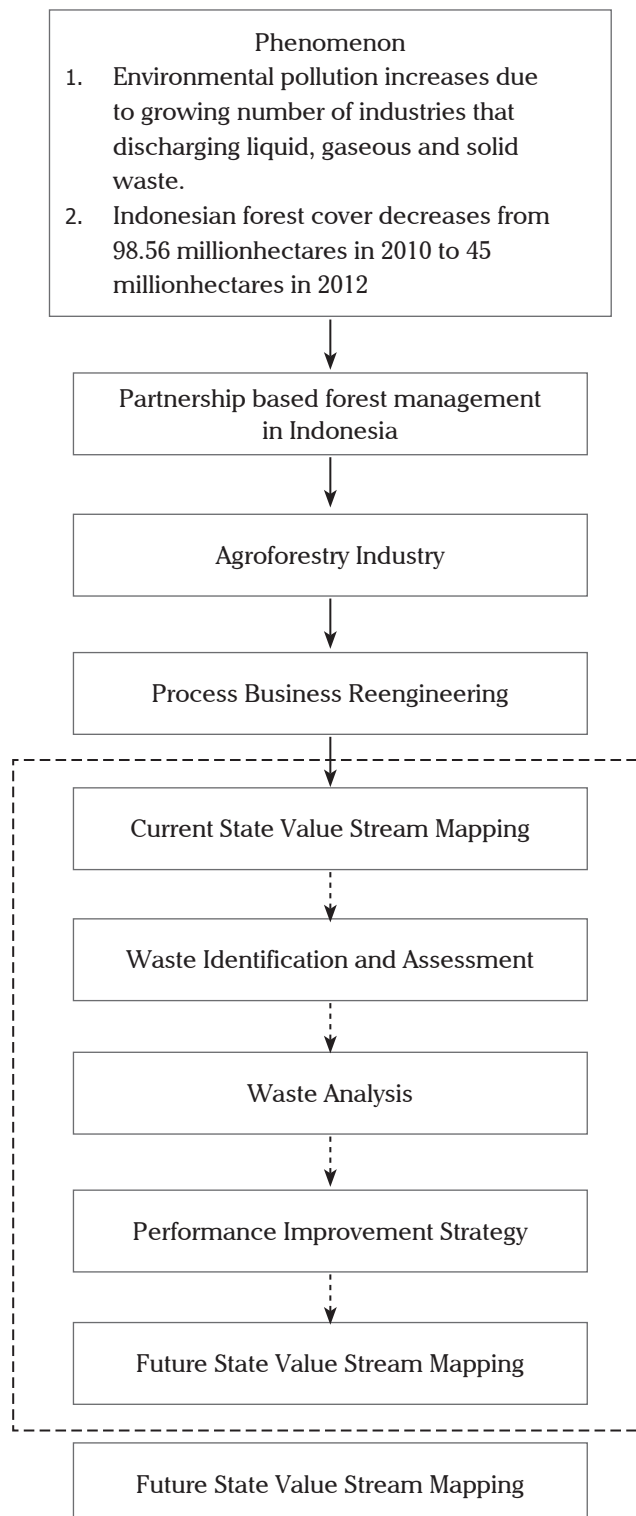 Phenomenon
1. Environmental pollution increases due
to growing number of industries that
discharging liquid, gaseous and solid
waste.
2. Indonesian forest cover decreases from
98.56 millionhectares in 2010 to 45
millionhectares in 2012
Partnership based forest management
in Indonesia
Agroforestry Industry
Process Business Reengineering
Current State Value Stream Mapping
Waste Identification and Assessment
Waste Analysis
Performance Improvement Strategy
Future State Value Stream Mapping
Future State Value Stream Mapping